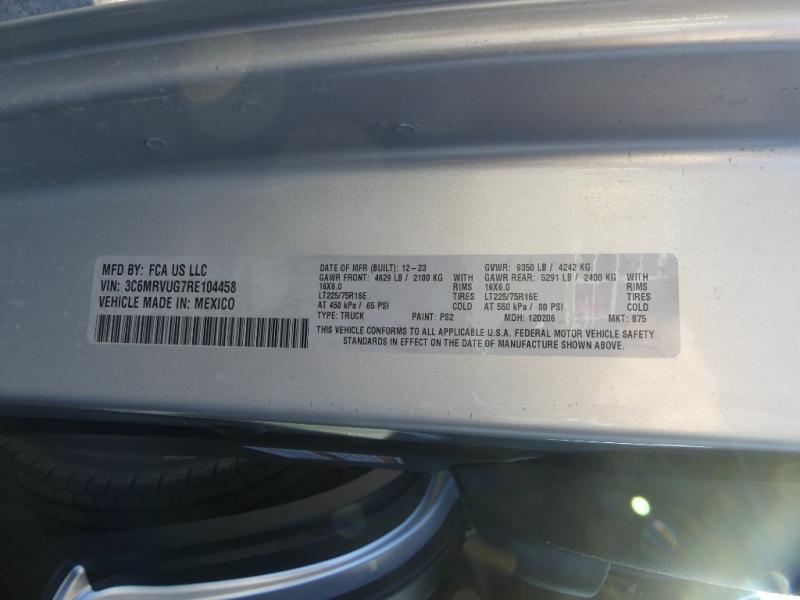 MFD BY: FCA US LLC
VIN: 3C6MRVUG7RE104458
VEHICLE MADE IN: MEXICO
DATE OF MFR (BUILT): 12-23 GVWR: 9350 LB / 4242 KG
GAWR FRONT: 4629 LB / 2100 KG GAWR REAR: 5291 LB / 2400 KG
16X6.0 RIMS 16X6.0 RIMS
LT225/75R16E TIRES LT225/75R16E TIRES
AT 450 kPa / 65 PSI COLD AT 550 kPa / 80 PSI COLD
TYPE: TRUCK PAINT: PS2 MDH: 120206 MKT: 875
THIS VEHICLE CONFORMS TO ALL APPLICABLE U.S.A. FEDERAL MOTOR VEHICLE SAFETY
STANDARDS IN EFFECT ON THE DATE OF MANUFACTURE SHOWN ABOVE.